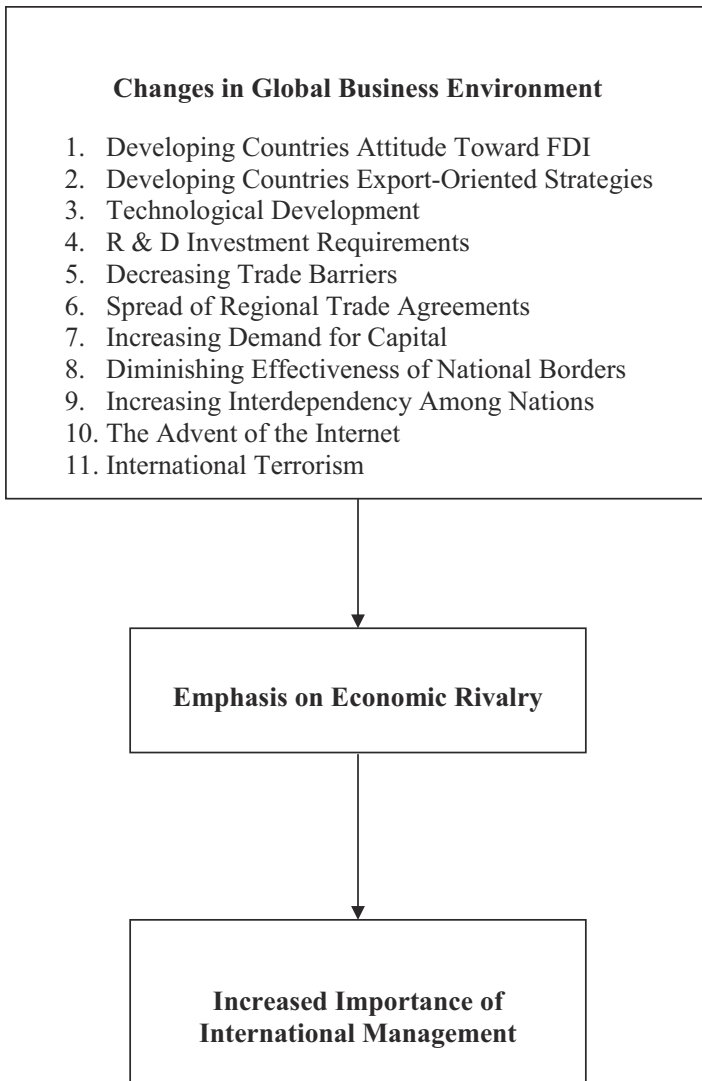 Changes in Global Business Environment
1. Developing Countries Attitude Toward FDI
2. Developing Countries Export-Oriented Strategies
3. Technological Development
4. R & D Investment Requirements
5. Decreasing Trade Barriers
6. Spread of Regional Trade Agreements
7. Increasing Demand for Capital
8. Diminishing Effectiveness of National Borders
9. Increasing Interdependency Among Nations
10. The Advent of the Internet
11. International Terrorism
Emphasis on Economic Rivalry
Increased Importance of
International Management